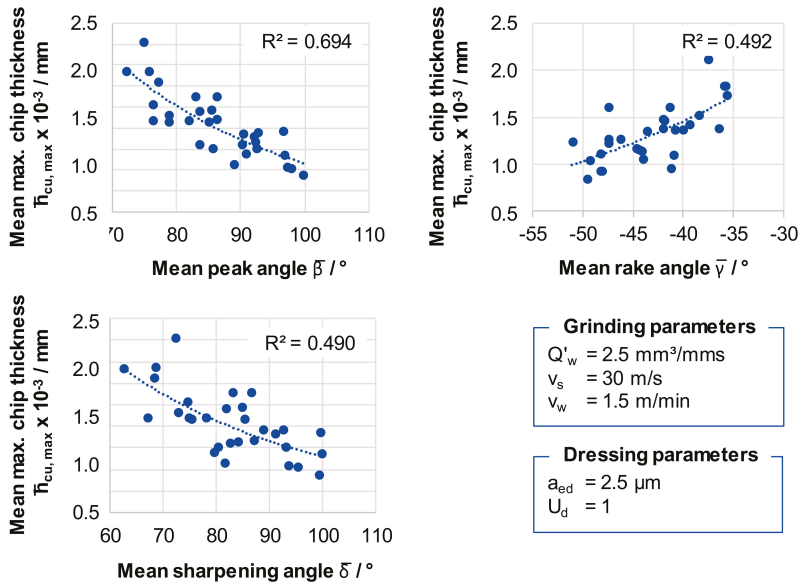 Mean max. chip thickness
h̄cu, max x 10⁻³ / mm
2.5
2.0
1.5
1.0
0.5
R² = 0.694
70 80 90 100 110
Mean peak angle β̄ / °
Mean max. chip thickness
h̄cu, max x 10⁻³ / mm
2.5
2.0
1.5
1.0
0.5
R² = 0.492
-55 -50 -45 -40 -35 -30
Mean rake angle γ̄ / °
Mean max. chip thickness
h̄cu, max x 10⁻³ / mm
2.5
2.0
1.5
1.0
0.5
R² = 0.490
60 70 80 90 100 110
Mean sharpening angle δ̄ / °
Grinding parameters
Q'w = 2.5 mm³/mms
vs = 30 m/s
vw = 1.5 m/min
Dressing parameters
aed = 2.5 µm
Ud = 1